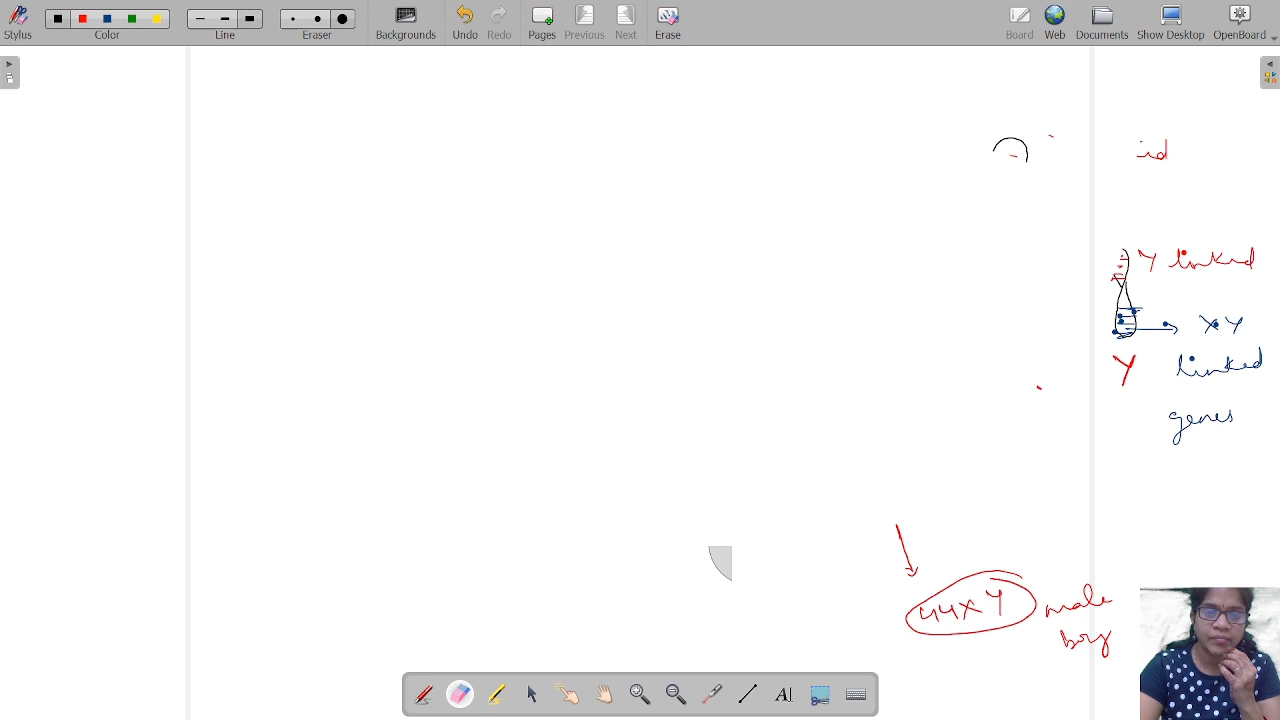 Stylus Color Line Eraser Backgrounds Undo Redo Pages Previous Next Erase Board Web Documents Show Desktop OpenBoard
Y linked
XY
Y linked
genes
44XY male
boy